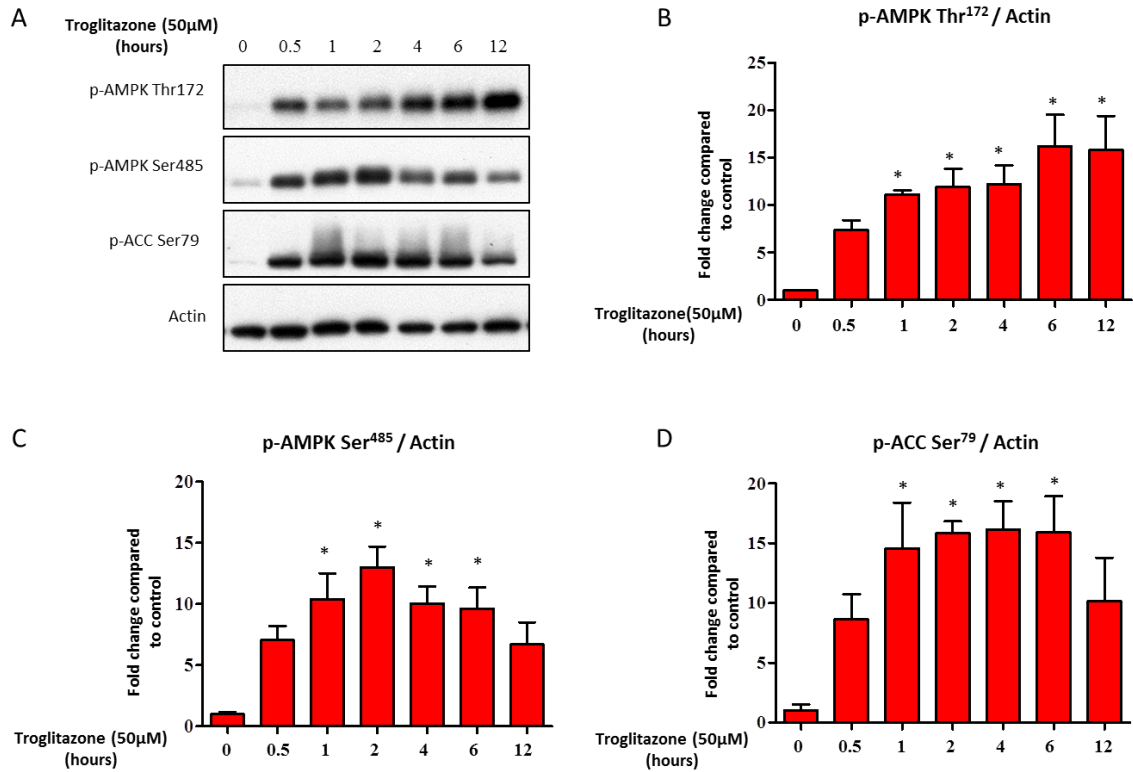 A
Troglitazone (50µM)
(hours)
0 0.5 1 2 4 6 12
p-AMPK Thr172
p-AMPK Ser485
p-ACC Ser79
Actin
B
p-AMPK Thr¹⁷² / Actin
Fold change compared
to control
25
20
15
10
5
0
* * * * *
Troglitazone(50µM)
(hours)
0 0.5 1 2 4 6 12
C
p-AMPK Ser⁴⁸⁵ / Actin
Fold change compared
to control
20
15
10
5
0
* * * *
Troglitazone (50µM)
(hours)
0 0.5 1 2 4 6 12
D
p-ACC Ser⁷⁹ / Actin
Fold change compared
to control
20
15
10
5
0
* * * *
Troglitazone (50µM)
(hours)
0 0.5 1 2 4 6 12